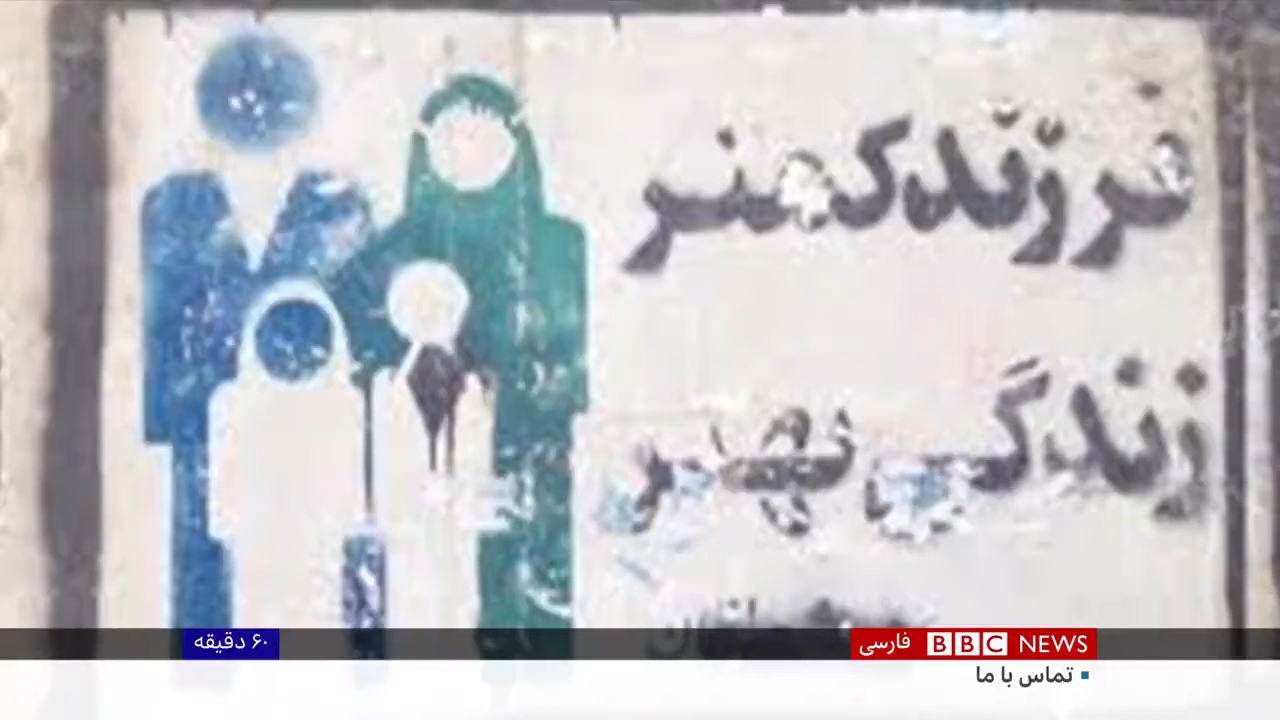 فرزند کمتر
زندگی بهتر
۶۰ دقیقه
BBC NEWS فارسی
تماس با ما